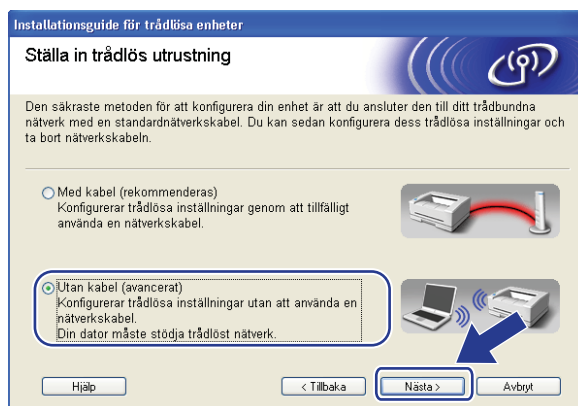 Installationsguide för trådlösa enheter
Ställa in trådlös utrustning
Den säkraste metoden för att konfigurera din enhet är att du ansluter den till ditt trådbundna
nätverk med en standardnätverkskabel. Du kan sedan konfigurera dess trådlösa inställningar och
ta bort nätverkskabeln.
Med kabel (rekommenderas)
Konfigurerar trådlösa inställningar genom att tillfälligt
använda en nätverkskabel.
Utan kabel (avancerat)
Konfigurerar trådlösa inställningar utan att använda en
nätverkskabel.
Din dator måste stödja trådlöst nätverk.
Hjälp
< Tillbaka
Nästa >
Avbryt